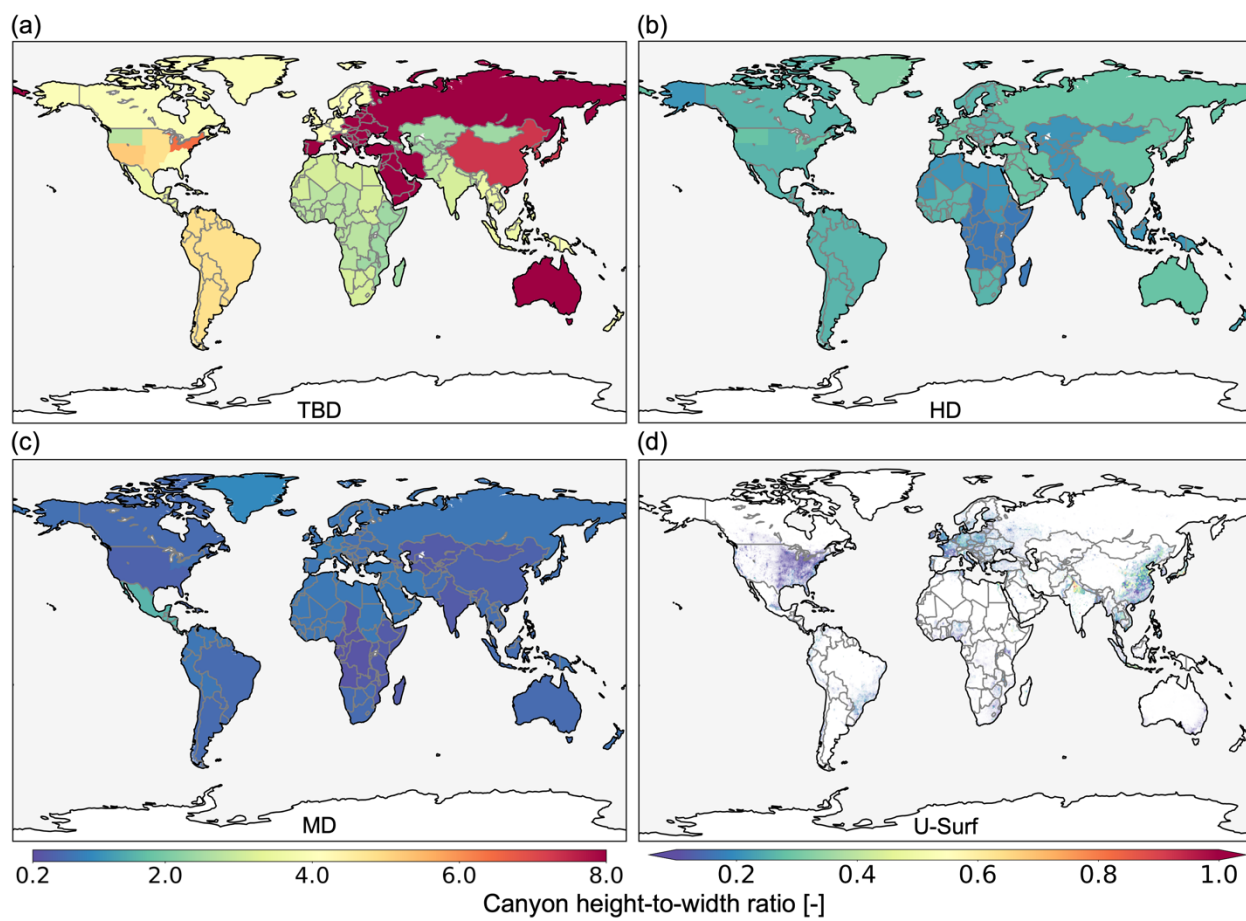 (a)
(b)
TBD
HD
(c)
(d)
MD
U-Surf
0.2 2.0 4.0 6.0 8.0
0.2 0.4 0.6 0.8 1.0
Canyon height-to-width ratio [-]